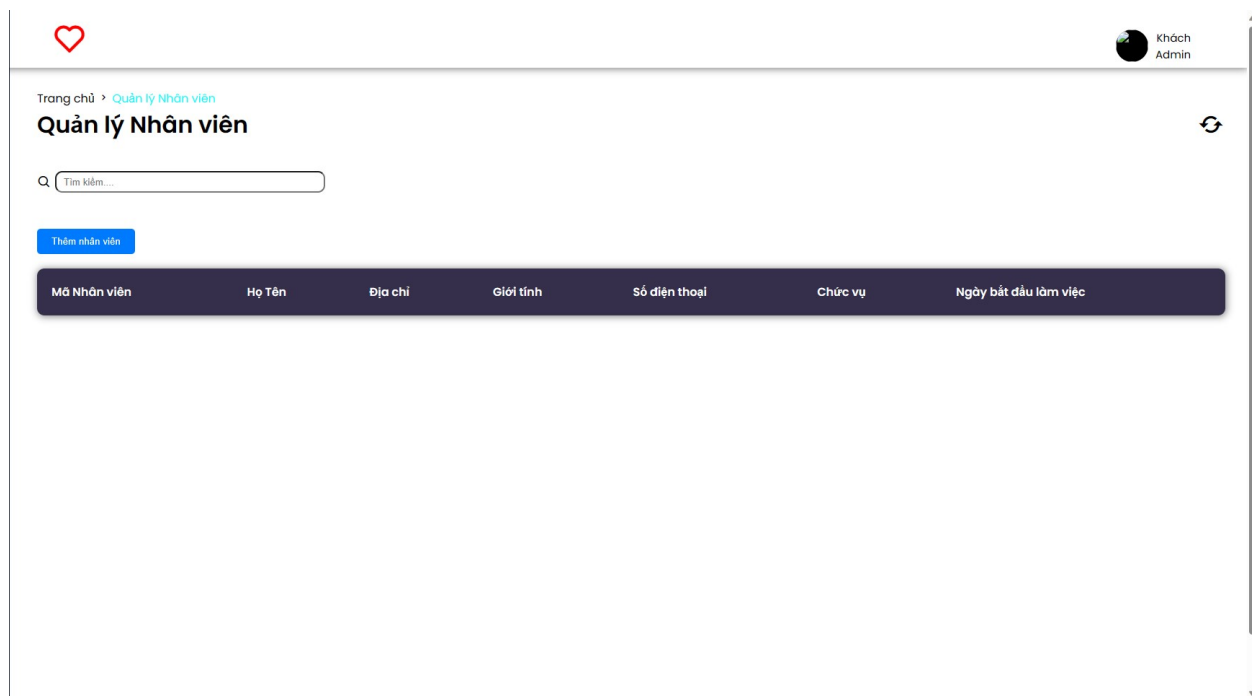 Khách
Admin
Trang chủ > Quản lý Nhân viên
Quản lý Nhân viên
Tìm kiếm....
Thêm nhân viên
Mã Nhân viên Họ Tên Địa chỉ Giới tính Số điện thoại Chức vụ Ngày bắt đầu làm việc